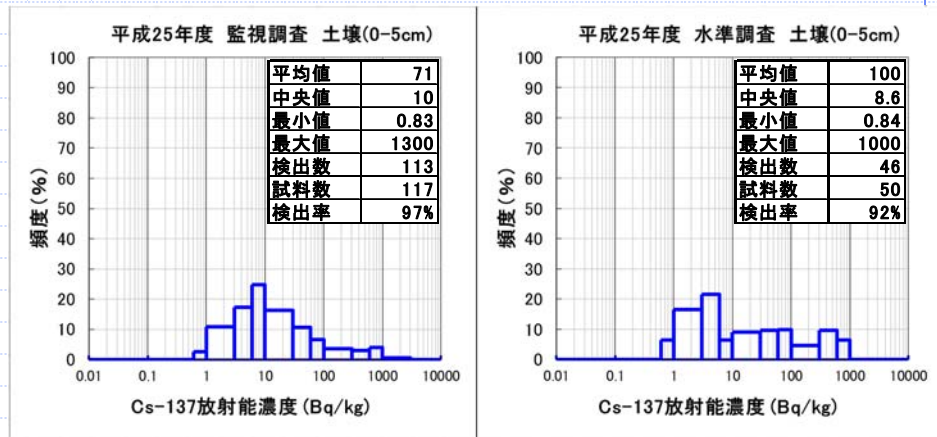 平成25年度 監視調査 土壌(0-5cm)
100
90
80
70
60
50
40
30
20
10
0
頻度(%)
平均値 71
中央値 10
最小値 0.83
最大値 1300
検出数 113
試料数 117
検出率 97%
0.01 0.1 1 10 100 1000 10000
Cs-137放射能濃度(Bq/kg)
平成25年度 水準調査 土壌(0-5cm)
100
90
80
70
60
50
40
30
20
10
0
頻度(%)
平均値 100
中央値 8.6
最小値 0.84
最大値 1000
検出数 46
試料数 50
検出率 92%
0.01 0.1 1 10 100 1000 10000
Cs-137放射能濃度(Bq/kg)